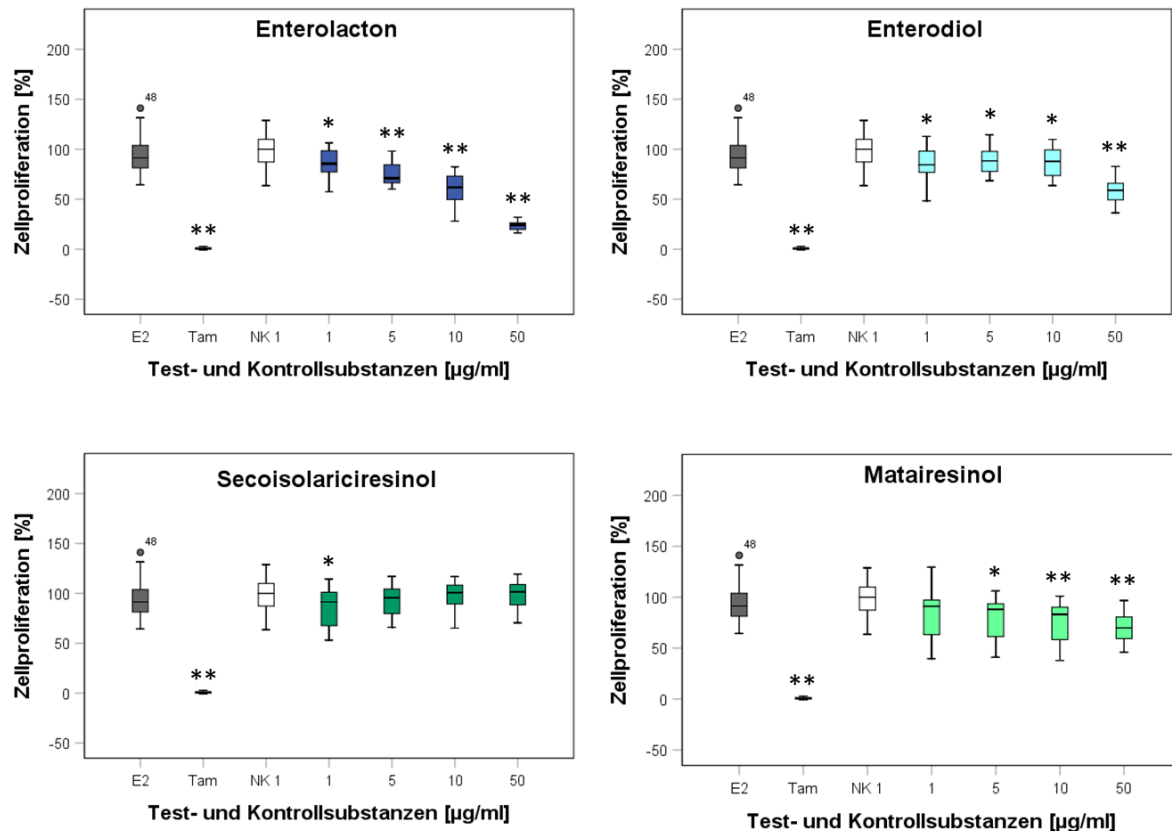 Enterolacton
Zellproliferation [%]
200
150
100
50
0
-50
48
**
*
**
**
**
E2 Tam NK 1 1 5 10 50
Test- und Kontrollsubstanzen [µg/ml]
Enterodiol
Zellproliferation [%]
200
150
100
50
0
-50
48
**
*
*
*
**
E2 Tam NK 1 1 5 10 50
Test- und Kontrollsubstanzen [µg/ml]
Secoisolariciresinol
Zellproliferation [%]
200
150
100
50
0
-50
48
**
*
E2 Tam NK 1 1 5 10 50
Test- und Kontrollsubstanzen [µg/ml]
Matairesinol
Zellproliferation [%]
200
150
100
50
0
-50
48
**
*
**
**
E2 Tam NK 1 1 5 10 50
Test- und Kontrollsubstanzen [µg/ml]